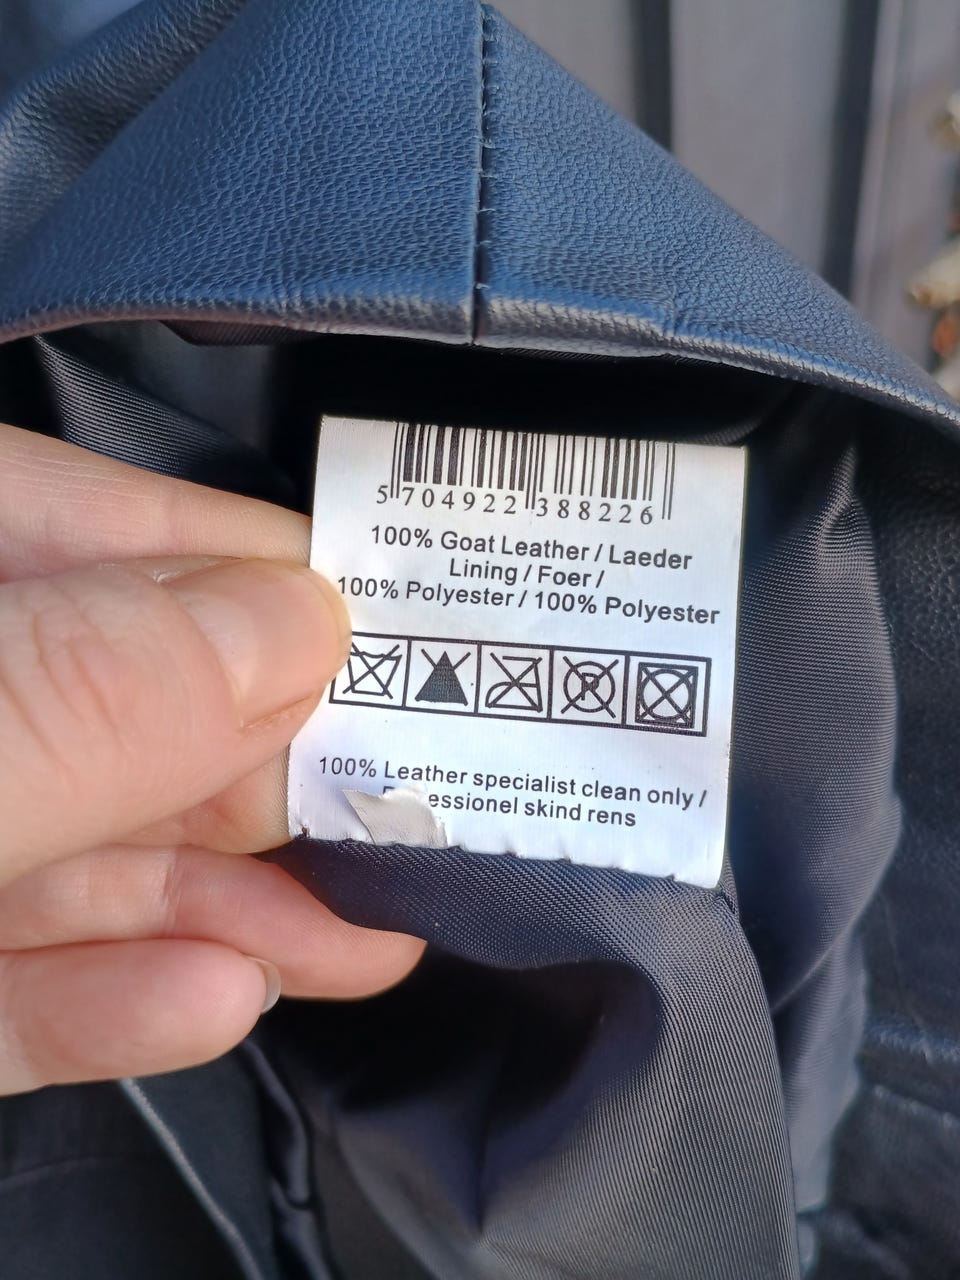 5 704922 388226
100% Goat Leather / Laeder
Lining / Foer /
100% Polyester / 100% Polyester
R
100% Leather specialist clean only /
skind rens